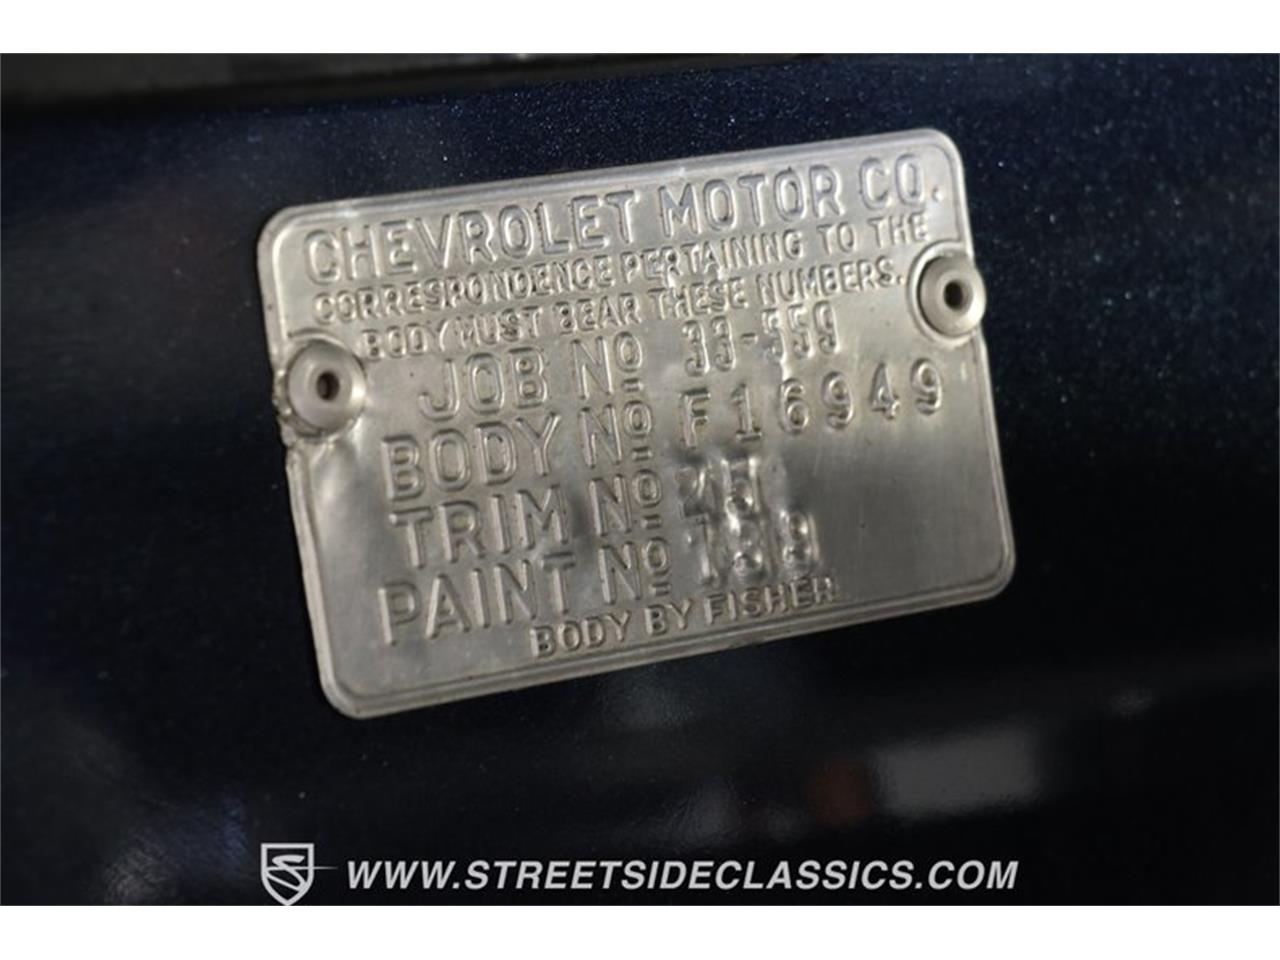 CHEVROLET MOTOR CO.
CORRESPONDENCE PERTAINING TO THE
BODY MUST BEAR THESE NUMBERS.
JOB No 33-559
BODY No F16949
TRIM No
PAINT No
BODY BY FISHER
WWW.STREETSIDECLASSICS.COM